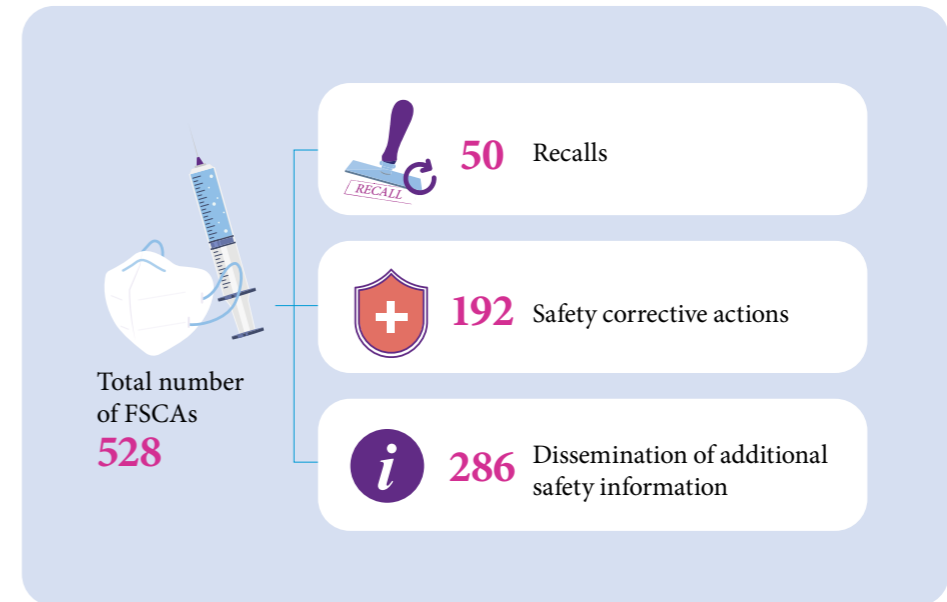 RECALL
50 Recalls
192 Safety corrective actions
Total number
of FSCAs
528
i
286 Dissemination of additional
safety information